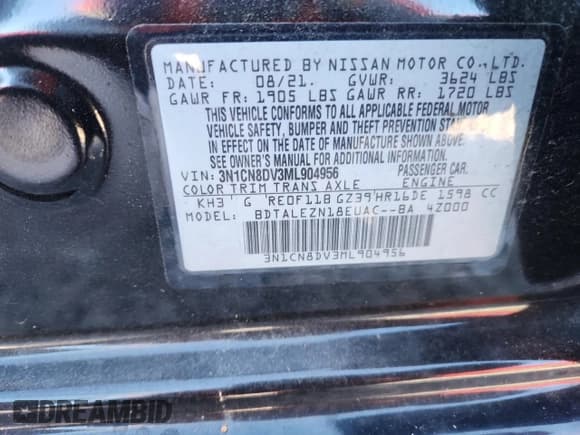 MANUFACTURED BY NISSAN MOTOR CO.,LTD.
DATE: 08/21. GVWR: 3624 LBS
GAWR FR: 1905 LBS GAWR RR: 1720 LBS
THIS VEHICLE CONFORMS TO ALL APPLICABLE FEDERAL MOTOR
VEHICLE SAFETY, BUMPER AND THEFT PREVENTION STANDARDS
IN EFFECT ON THE DATE OF MANUFACTURE SHOWN ABOVE.
SEE OWNER'S MANUAL FOR ADDITIONAL INFORMATION.
VIN: 3N1CN8DV3ML904956 PASSENGER CAR.
COLOR TRIM TRANS AXLE ENGINE
KH3 G RE0F11B GZ39 HR16DE 1598 CC
MODEL: BDTALEZN18EUAC--BA 4Z000
3N1CN8DV3ML904956
DREAMBID